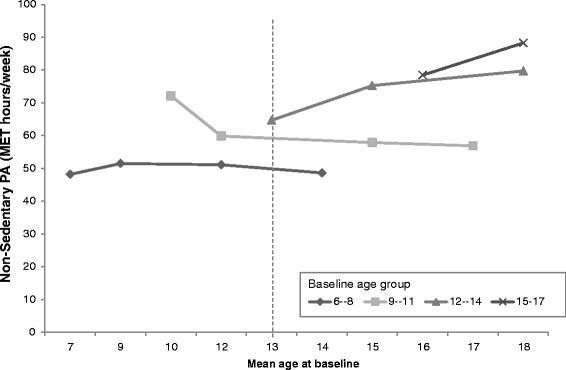 Non-Sedentary PA (MET hours/week)
100
90
80
70
60
50
40
30
20
10
0
7 9 10 12 13 14 15 16 17 18
Mean age at baseline
Baseline age group
6--8 9--11 12--14 15-17